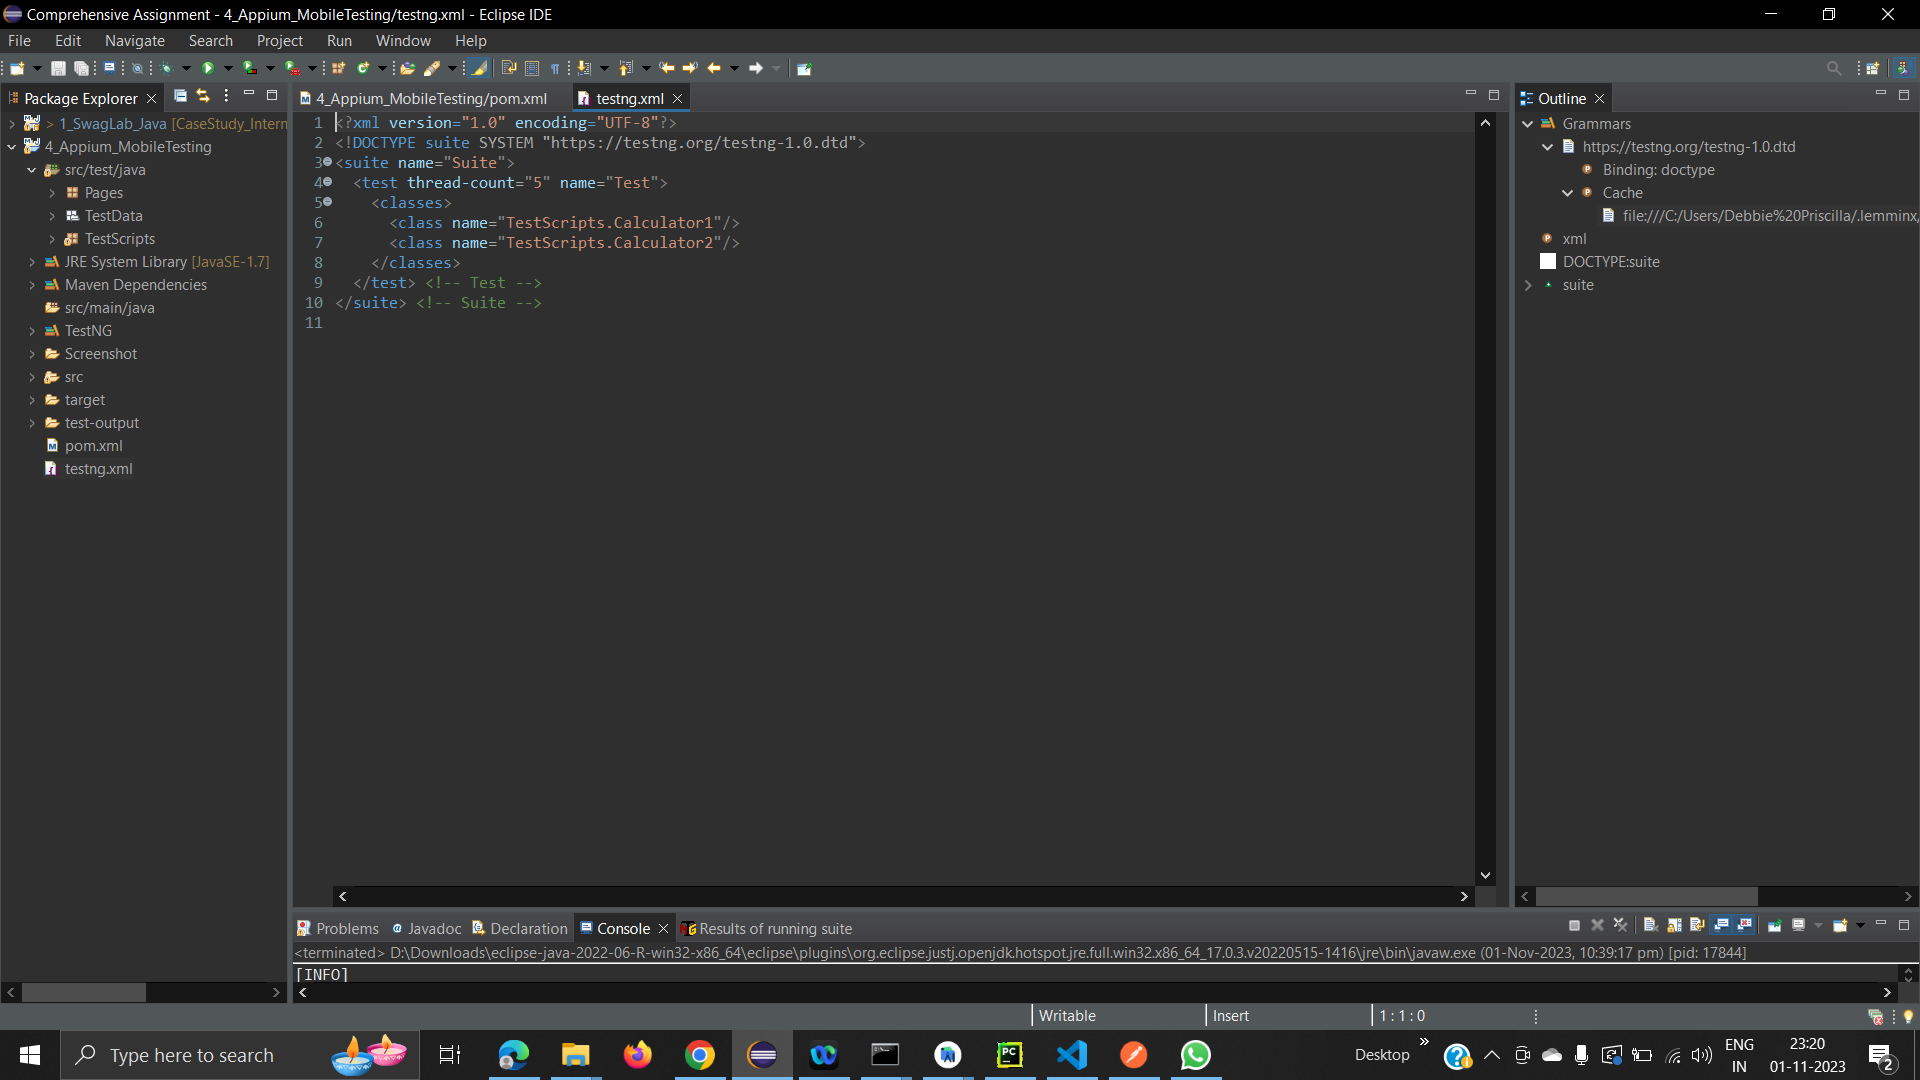 Comprehensive Assignment - 4_Appium_MobileTesting/testng.xml - Eclipse IDE
File Edit Navigate Search Project Run Window Help
Package Explorer
> 1_SwagLab_Java [CaseStudy_Intern
4_Appium_MobileTesting
src/test/java
Pages
TestData
TestScripts
JRE System Library [JavaSE-1.7]
Maven Dependencies
src/main/java
TestNG
Screenshot
src
target
test-output
pom.xml
testng.xml
4_Appium_MobileTesting/pom.xml testng.xml
1 <?xml version="1.0" encoding="UTF-8"?>
2 <!DOCTYPE suite SYSTEM "https://testng.org/testng-1.0.dtd">
3 <suite name="Suite">
4 <test thread-count="5" name="Test">
5 <classes>
6 <class name="TestScripts.Calculator1"/>
7 <class name="TestScripts.Calculator2"/>
8 </classes>
9 </test> <!-- Test -->
10 </suite> <!-- Suite -->
11
Outline
Grammars
https://testng.org/testng-1.0.dtd
Binding: doctype
Cache
file:///C:/Users/Debbie%20Priscilla/.lemminx,
xml
DOCTYPE:suite
suite
Problems Javadoc Declaration Console Results of running suite
<terminated> D:\Downloads\eclipse-java-2022-06-R-win32-x86_64\eclipse\plugins\org.eclipse.justj.openjdk.hotspot.jre.full.win32.x86_64_17.0.3.v20220515-1416\jre\bin\javaw.exe (01-Nov-2023, 10:39:17 pm) [pid: 17844]
[INFO]
Writable Insert 1 : 1 : 0
Type here to search
PC
Desktop
ENG
IN
23:20
01-11-2023
2